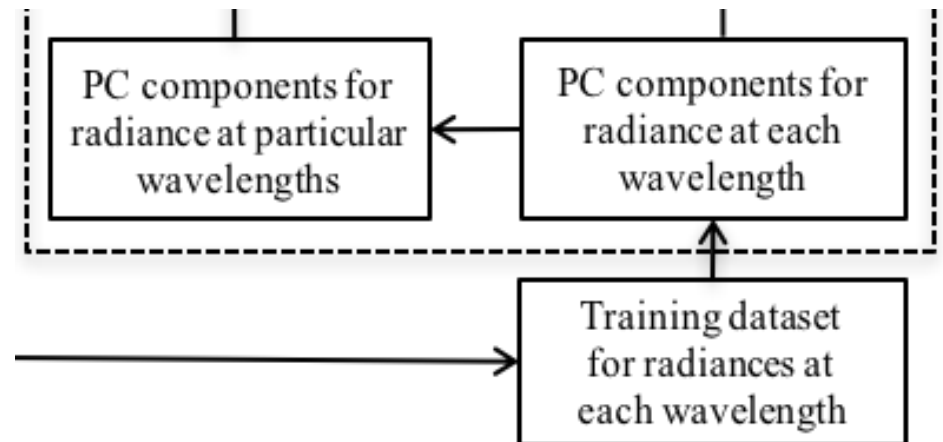 PC components for
radiance at particular
wavelengths
PC components for
radiance at each
wavelength
Training dataset
for radiances at
each wavelength